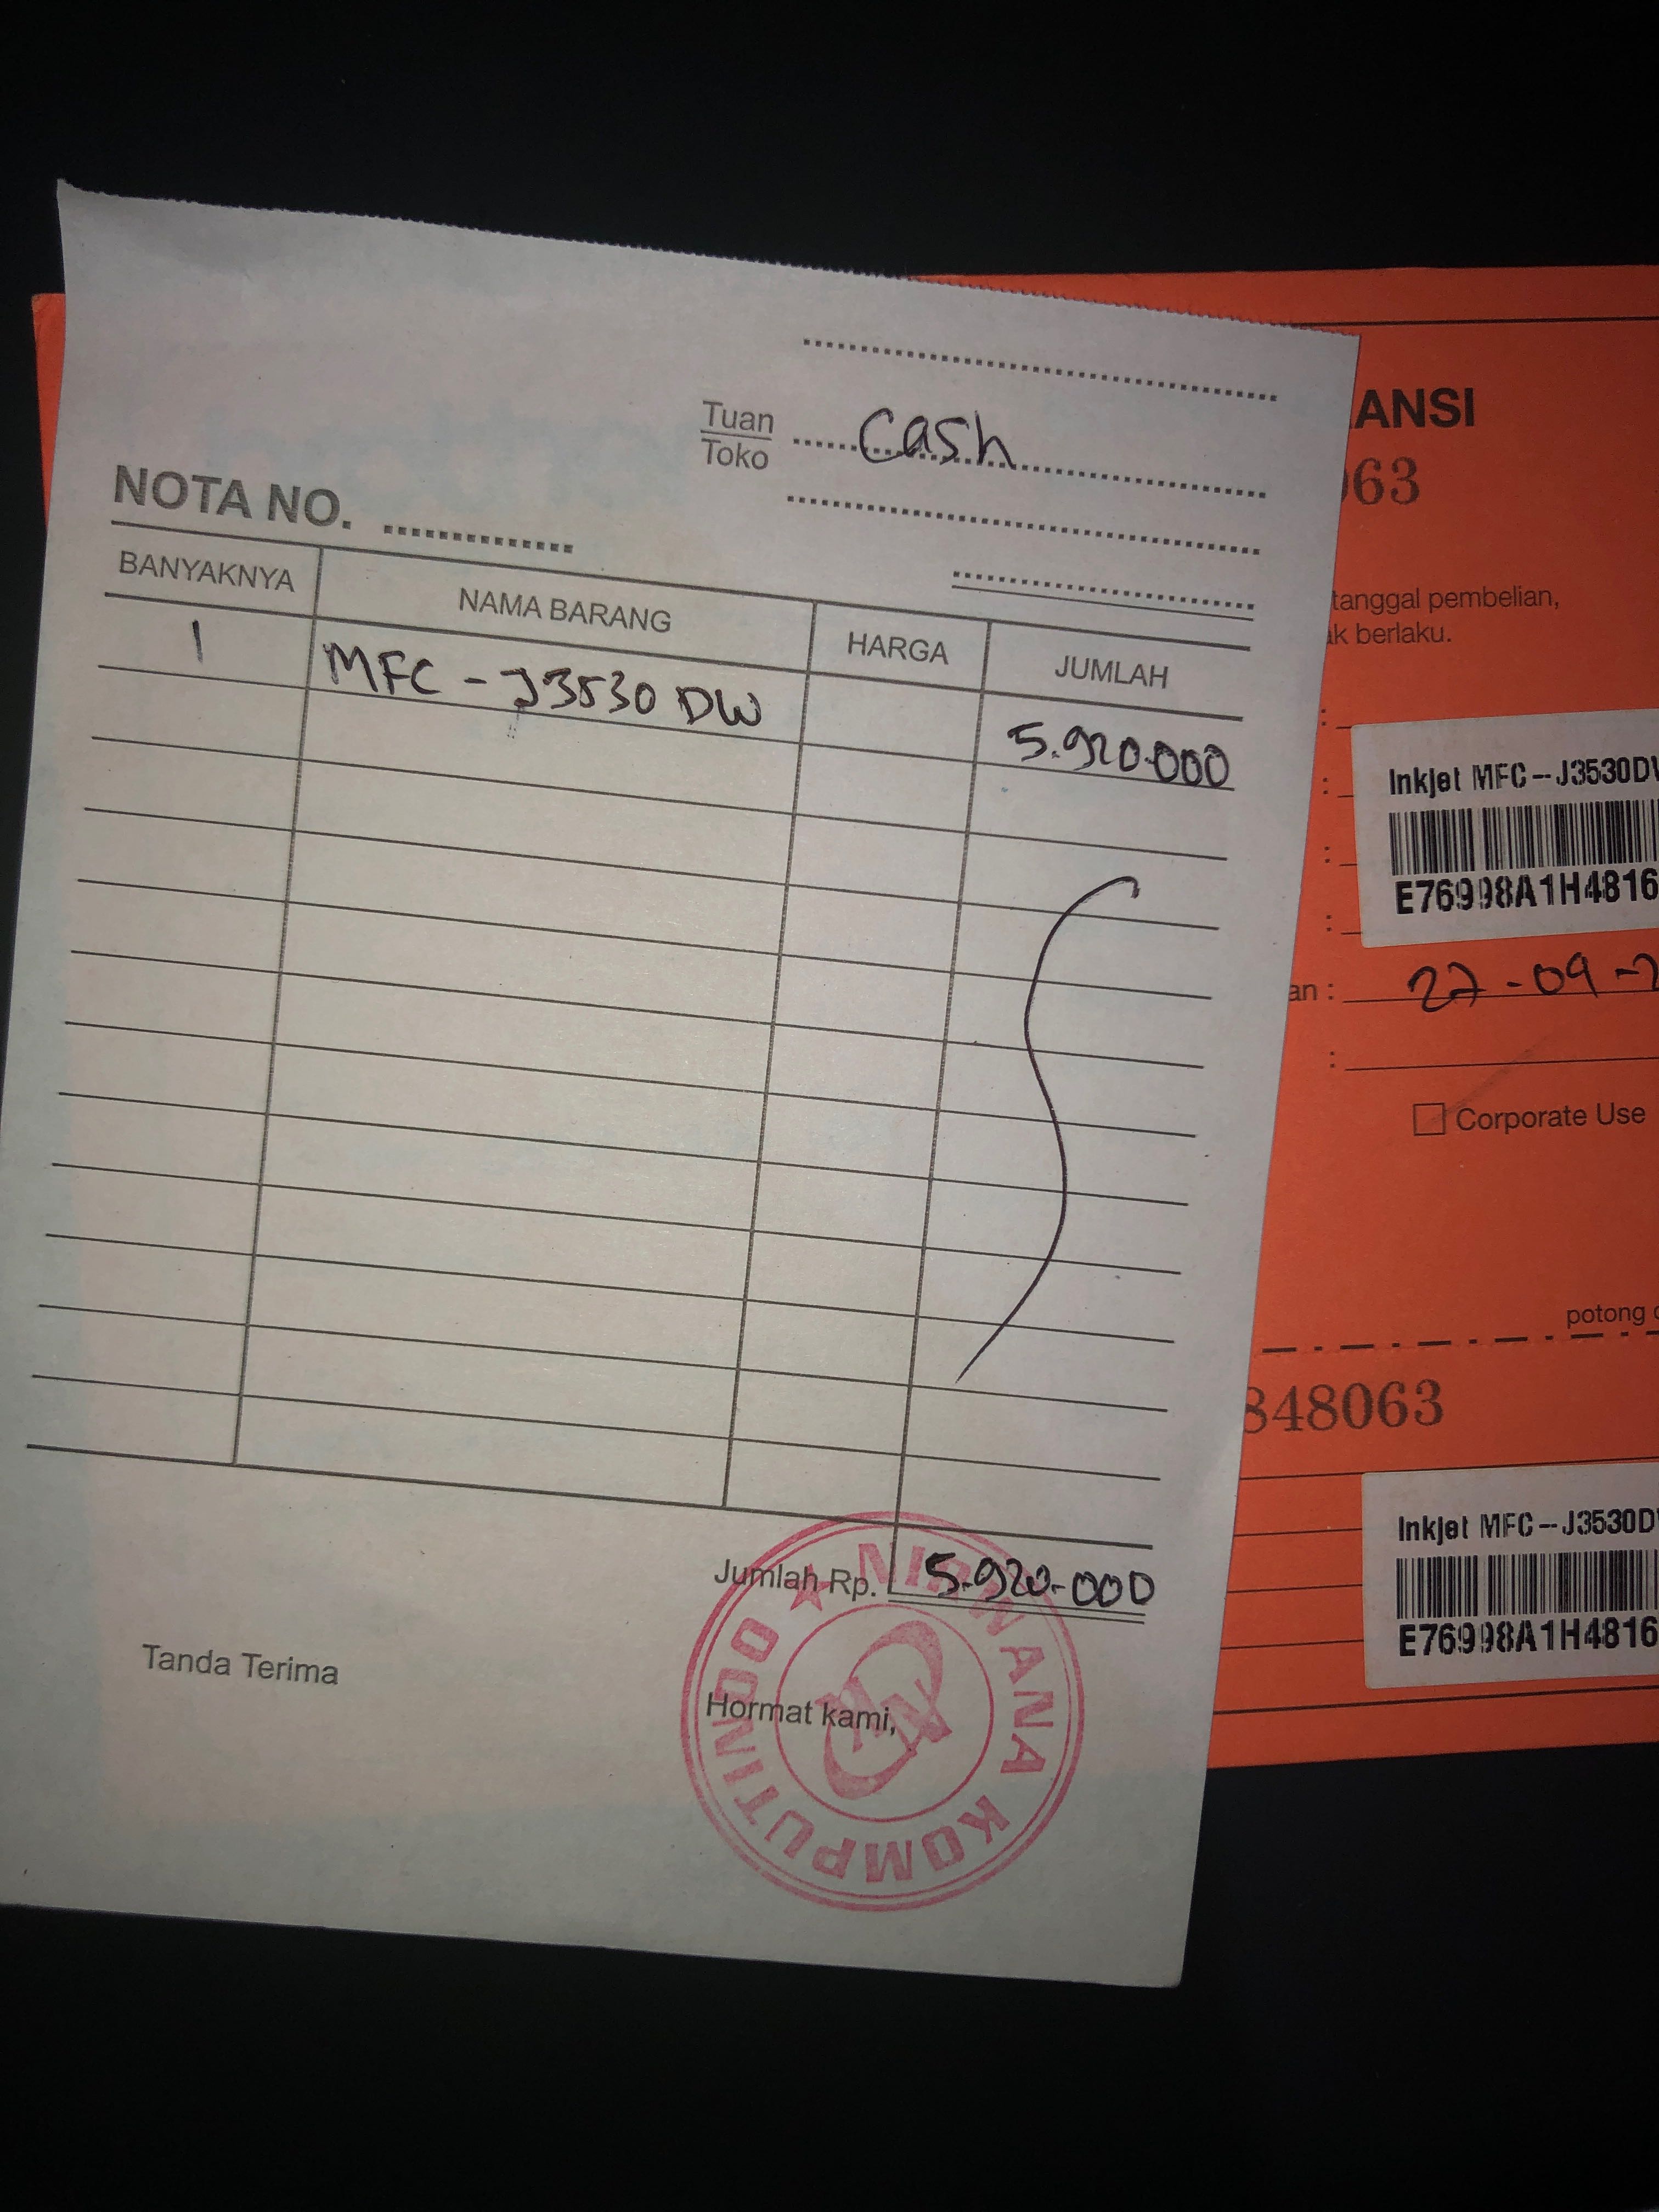 Tuan
Toko
Cash
NOTA NO.
BANYAKNYA NAMA BARANG HARGA JUMLAH
1 MFC-J3530DW 5.920.000
Jumlah Rp. 5.920.000
Tanda Terima
Hormat kami,
NIRWANA KOMPUTINDO
ANSI
063
tanggal pembelian,
ak berlaku.
Inkjet MFC-J3530D
E76998A1H4816
an : 27-09-
Corporate Use
potong
848063
Inkjet MFC-J3530D
E76998A1H4816